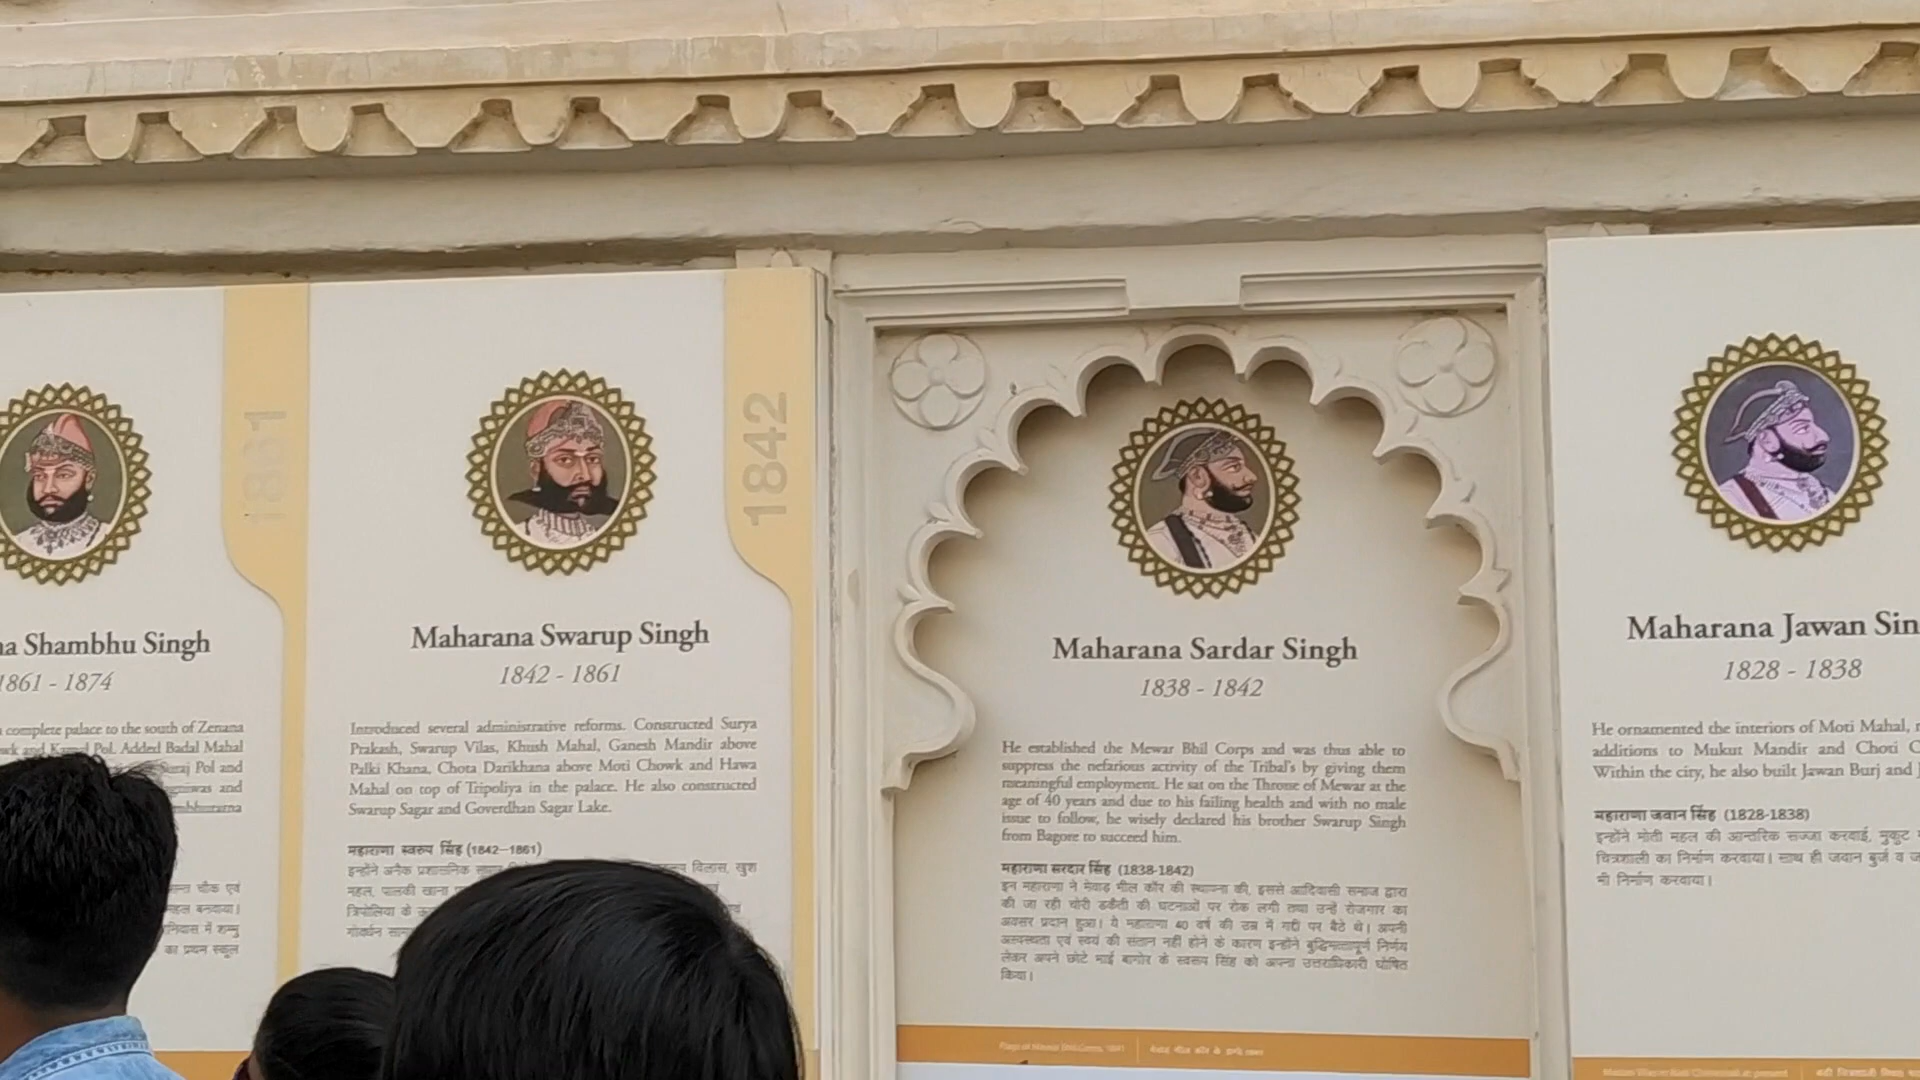 Shambhu Singh
1861 - 1874
complete palace to the south of Zenana
and Pol. Added Badal Mahal
Suraj Pol and
and
चौक एवं
महल बनवाया।
में शम्भु
का प्रथम स्कूल
1861
Maharana Swarup Singh
1842 - 1861
Introduced several administrative reforms. Constructed Surya
Prakash, Swarup Vilas, Khush Mahal, Ganesh Mandir above
Palki Khana, Chota Darikhana above Moti Chowk and Hawa
Mahal on top of Tripoliya in the palace. He also constructed
Swarup Sagar and Goverdhan Sagar Lake.
महाराणा स्वरुप सिंह (1842–1861)
इन्होंने अनेक प्रशासनिक विलास, खुश
महल, पालकी खाना
त्रिपोलिया के
गोवर्धन
1842
Maharana Sardar Singh
1838 - 1842
He established the Mewar Bhil Corps and was thus able to
suppress the nefarious activity of the Tribal's by giving them
meaningful employment. He sat on the Throne of Mewar at the
age of 40 years and due to his failing health and with no male
issue to follow, he wisely declared his brother Swarup Singh
from Bagore to succeed him.
महाराणा सरदार सिंह (1838-1842)
इन महाराणा ने मेवाड़ भील कॉर की स्थापना की, इससे आदिवासी समाज द्वारा
की जा रही चोरी डकैती की घटनाओं पर रोक लगी तथा उन्हें रोजगार का
अवसर प्रदान हुआ। ये महाराणा 40 वर्ष की उम्र में गद्दी पर बैठे थे। अपनी
अस्वस्थता एवं स्वयं की संतान नहीं होने के कारण इन्होंने बुद्धिमत्तापूर्ण निर्णय
लेकर अपने छोटे भाई बागोर के स्वरूप सिंह को अपना उत्तराधिकारी घोषित
किया।
Maharana Jawan Sin
1828 - 1838
He ornamented the interiors of Moti Mahal,
additions to Mukut Mandir and Choti C
Within the city, he also built Jawan Burj and
महाराणा जवान सिंह (1828-1838)
इन्होंने मोती महल की आन्तरिक सज्जा करवाई, मुकुट
चित्रशाली का निर्माण करवाया। साथ ही जवान बुर्ज व
भी निर्माण करवाया।